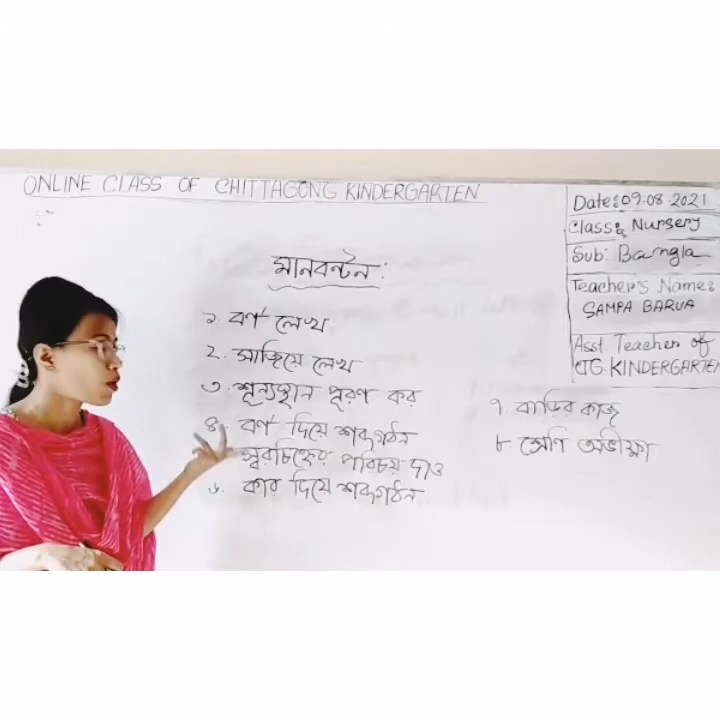 ONLINE CLASS OF CHITTAGONG KINDERGARTEN
Date: 09.08.2021
Class: Nursery
Sub: Bangla
Teacher's Name:
SAMPA BARUA
Asst. Teacher of
CTG. KINDERGARTEN
মানবন্টন:
১. বর্ণ লেখ
২. সাজিয়ে লেখ
৩. শূন্যস্থান পূরণ কর
৪. বর্ণ দিয়ে শব্দগঠন
স্বরচিহ্নের পরিচয় দাও
৬. কার দিয়ে শব্দগঠন
৭. বাড়ির কাজ
৮. শ্রেণি অভীক্ষা